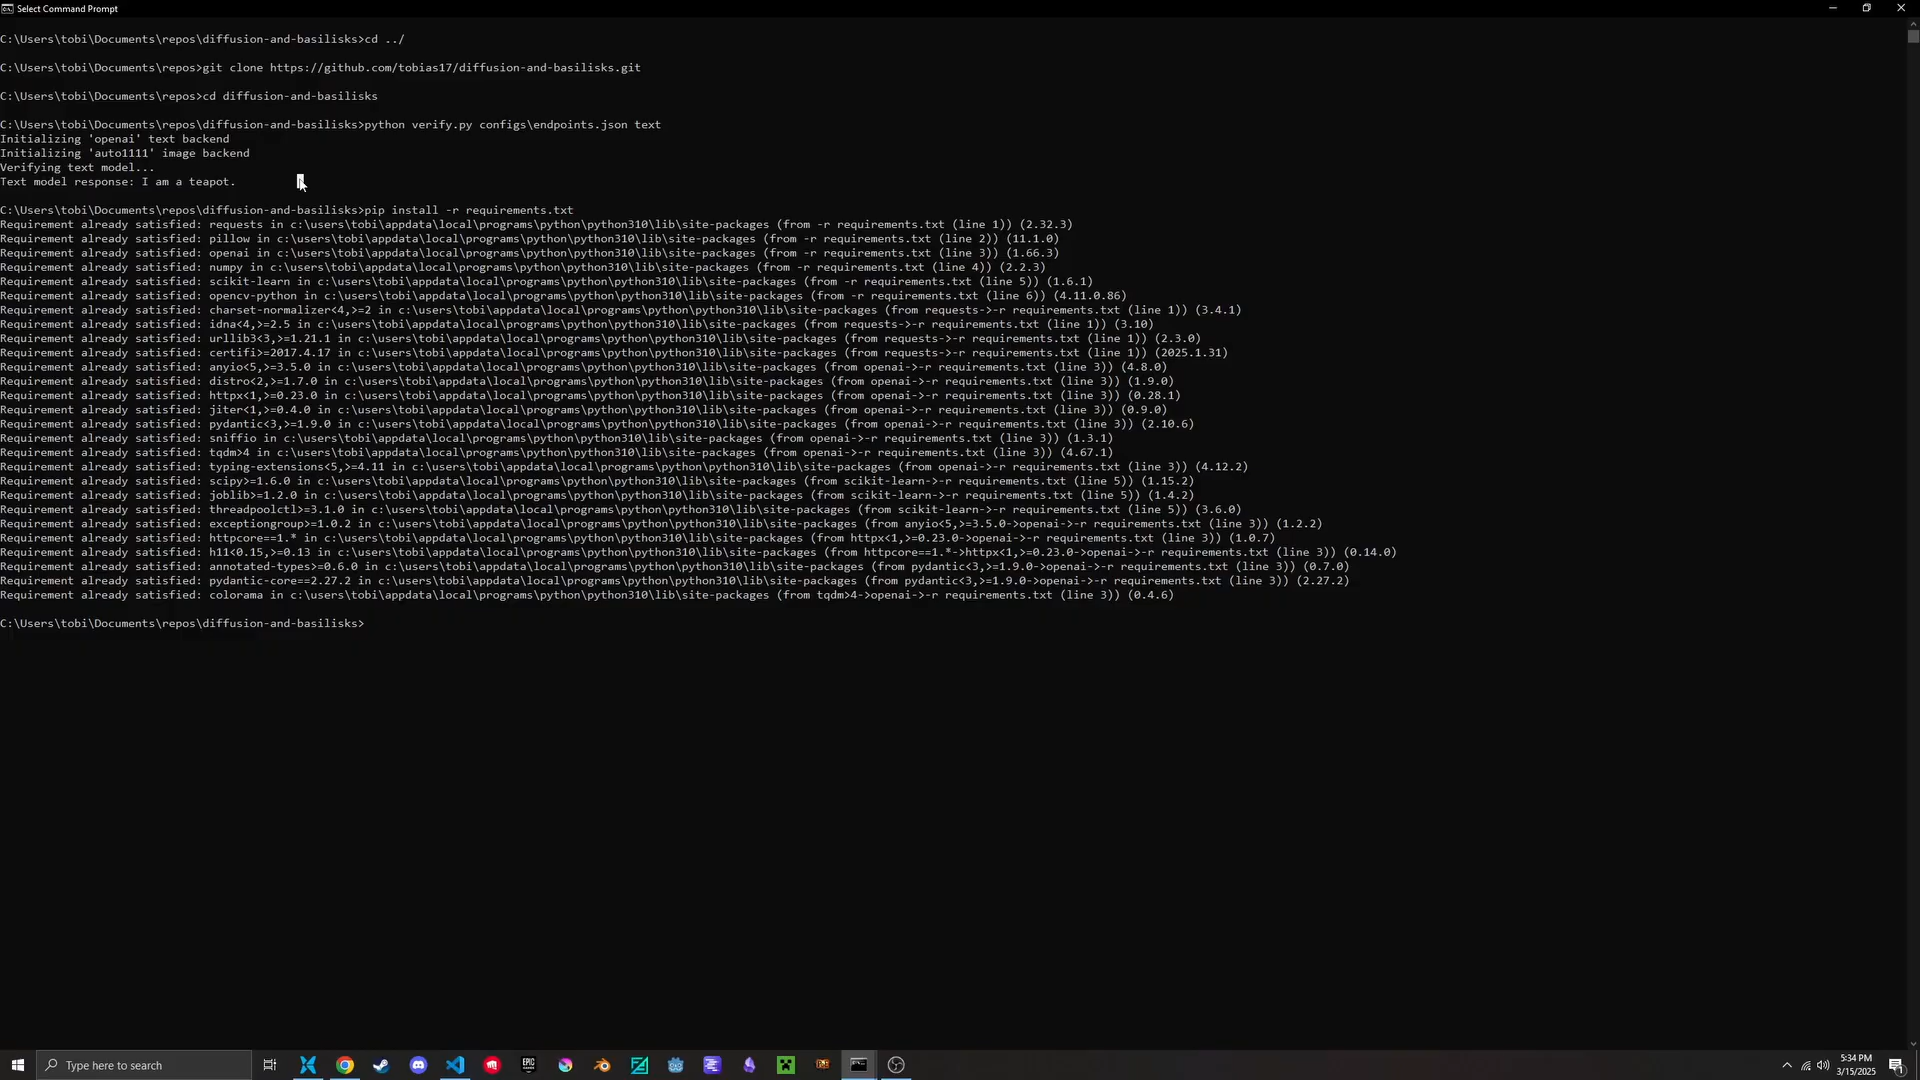 Select Command Prompt
C:\Users\tobi\Documents\repos\diffusion-and-basilisks>cd ../
C:\Users\tobi\Documents\repos>git clone https://github.com/tobias17/diffusion-and-basilisks.git
C:\Users\tobi\Documents\repos>cd diffusion-and-basilisks
C:\Users\tobi\Documents\repos\diffusion-and-basilisks>python verify.py configs\endpoints.json text
Initializing 'openai' text backend
Initializing 'auto1111' image backend
Verifying text model...
Text model response: I am a teapot.
C:\Users\tobi\Documents\repos\diffusion-and-basilisks>pip install -r requirements.txt
Requirement already satisfied: requests in c:\users\tobi\appdata\local\programs\python\python310\lib\site-packages (from -r requirements.txt (line 1)) (2.32.3)
Requirement already satisfied: pillow in c:\users\tobi\appdata\local\programs\python\python310\lib\site-packages (from -r requirements.txt (line 2)) (11.1.0)
Requirement already satisfied: openai in c:\users\tobi\appdata\local\programs\python\python310\lib\site-packages (from -r requirements.txt (line 3)) (1.66.3)
Requirement already satisfied: numpy in c:\users\tobi\appdata\local\programs\python\python310\lib\site-packages (from -r requirements.txt (line 4)) (2.2.3)
Requirement already satisfied: scikit-learn in c:\users\tobi\appdata\local\programs\python\python310\lib\site-packages (from -r requirements.txt (line 5)) (1.6.1)
Requirement already satisfied: opencv-python in c:\users\tobi\appdata\local\programs\python\python310\lib\site-packages (from -r requirements.txt (line 6)) (4.11.0.86)
Requirement already satisfied: charset-normalizer<4,>=2 in c:\users\tobi\appdata\local\programs\python\python310\lib\site-packages (from requests->-r requirements.txt (line 1)) (3.4.1)
Requirement already satisfied: idna<4,>=2.5 in c:\users\tobi\appdata\local\programs\python\python310\lib\site-packages (from requests->-r requirements.txt (line 1)) (3.10)
Requirement already satisfied: urllib3<3,>=1.21.1 in c:\users\tobi\appdata\local\programs\python\python310\lib\site-packages (from requests->-r requirements.txt (line 1)) (2.3.0)
Requirement already satisfied: certifi>=2017.4.17 in c:\users\tobi\appdata\local\programs\python\python310\lib\site-packages (from requests->-r requirements.txt (line 1)) (2025.1.31)
Requirement already satisfied: anyio<5,>=3.5.0 in c:\users\tobi\appdata\local\programs\python\python310\lib\site-packages (from openai->-r requirements.txt (line 3)) (4.8.0)
Requirement already satisfied: distro<2,>=1.7.0 in c:\users\tobi\appdata\local\programs\python\python310\lib\site-packages (from openai->-r requirements.txt (line 3)) (1.9.0)
Requirement already satisfied: httpx<1,>=0.23.0 in c:\users\tobi\appdata\local\programs\python\python310\lib\site-packages (from openai->-r requirements.txt (line 3)) (0.28.1)
Requirement already satisfied: jiter<1,>=0.4.0 in c:\users\tobi\appdata\local\programs\python\python310\lib\site-packages (from openai->-r requirements.txt (line 3)) (0.9.0)
Requirement already satisfied: pydantic<3,>=1.9.0 in c:\users\tobi\appdata\local\programs\python\python310\lib\site-packages (from openai->-r requirements.txt (line 3)) (2.10.6)
Requirement already satisfied: sniffio in c:\users\tobi\appdata\local\programs\python\python310\lib\site-packages (from openai->-r requirements.txt (line 3)) (1.3.1)
Requirement already satisfied: tqdm>4 in c:\users\tobi\appdata\local\programs\python\python310\lib\site-packages (from openai->-r requirements.txt (line 3)) (4.67.1)
Requirement already satisfied: typing-extensions<5,>=4.11 in c:\users\tobi\appdata\local\programs\python\python310\lib\site-packages (from openai->-r requirements.txt (line 3)) (4.12.2)
Requirement already satisfied: scipy>=1.6.0 in c:\users\tobi\appdata\local\programs\python\python310\lib\site-packages (from scikit-learn->-r requirements.txt (line 5)) (1.15.2)
Requirement already satisfied: joblib>=1.2.0 in c:\users\tobi\appdata\local\programs\python\python310\lib\site-packages (from scikit-learn->-r requirements.txt (line 5)) (1.4.2)
Requirement already satisfied: threadpoolctl>=3.1.0 in c:\users\tobi\appdata\local\programs\python\python310\lib\site-packages (from scikit-learn->-r requirements.txt (line 5)) (3.6.0)
Requirement already satisfied: exceptiongroup>=1.0.2 in c:\users\tobi\appdata\local\programs\python\python310\lib\site-packages (from anyio<5,>=3.5.0->openai->-r requirements.txt (line 3)) (1.2.2)
Requirement already satisfied: httpcore==1.* in c:\users\tobi\appdata\local\programs\python\python310\lib\site-packages (from httpx<1,>=0.23.0->openai->-r requirements.txt (line 3)) (1.0.7)
Requirement already satisfied: h11<0.15,>=0.13 in c:\users\tobi\appdata\local\programs\python\python310\lib\site-packages (from httpcore==1.*->httpx<1,>=0.23.0->openai->-r requirements.txt (line 3)) (0.14.0)
Requirement already satisfied: annotated-types>=0.6.0 in c:\users\tobi\appdata\local\programs\python\python310\lib\site-packages (from pydantic<3,>=1.9.0->openai->-r requirements.txt (line 3)) (0.7.0)
Requirement already satisfied: pydantic-core==2.27.2 in c:\users\tobi\appdata\local\programs\python\python310\lib\site-packages (from pydantic<3,>=1.9.0->openai->-r requirements.txt (line 3)) (2.27.2)
Requirement already satisfied: colorama in c:\users\tobi\appdata\local\programs\python\python310\lib\site-packages (from tqdm>4->openai->-r requirements.txt (line 3)) (0.4.6)
C:\Users\tobi\Documents\repos\diffusion-and-basilisks>
Type here to search
EPIC
5:34 PM
3/15/2025